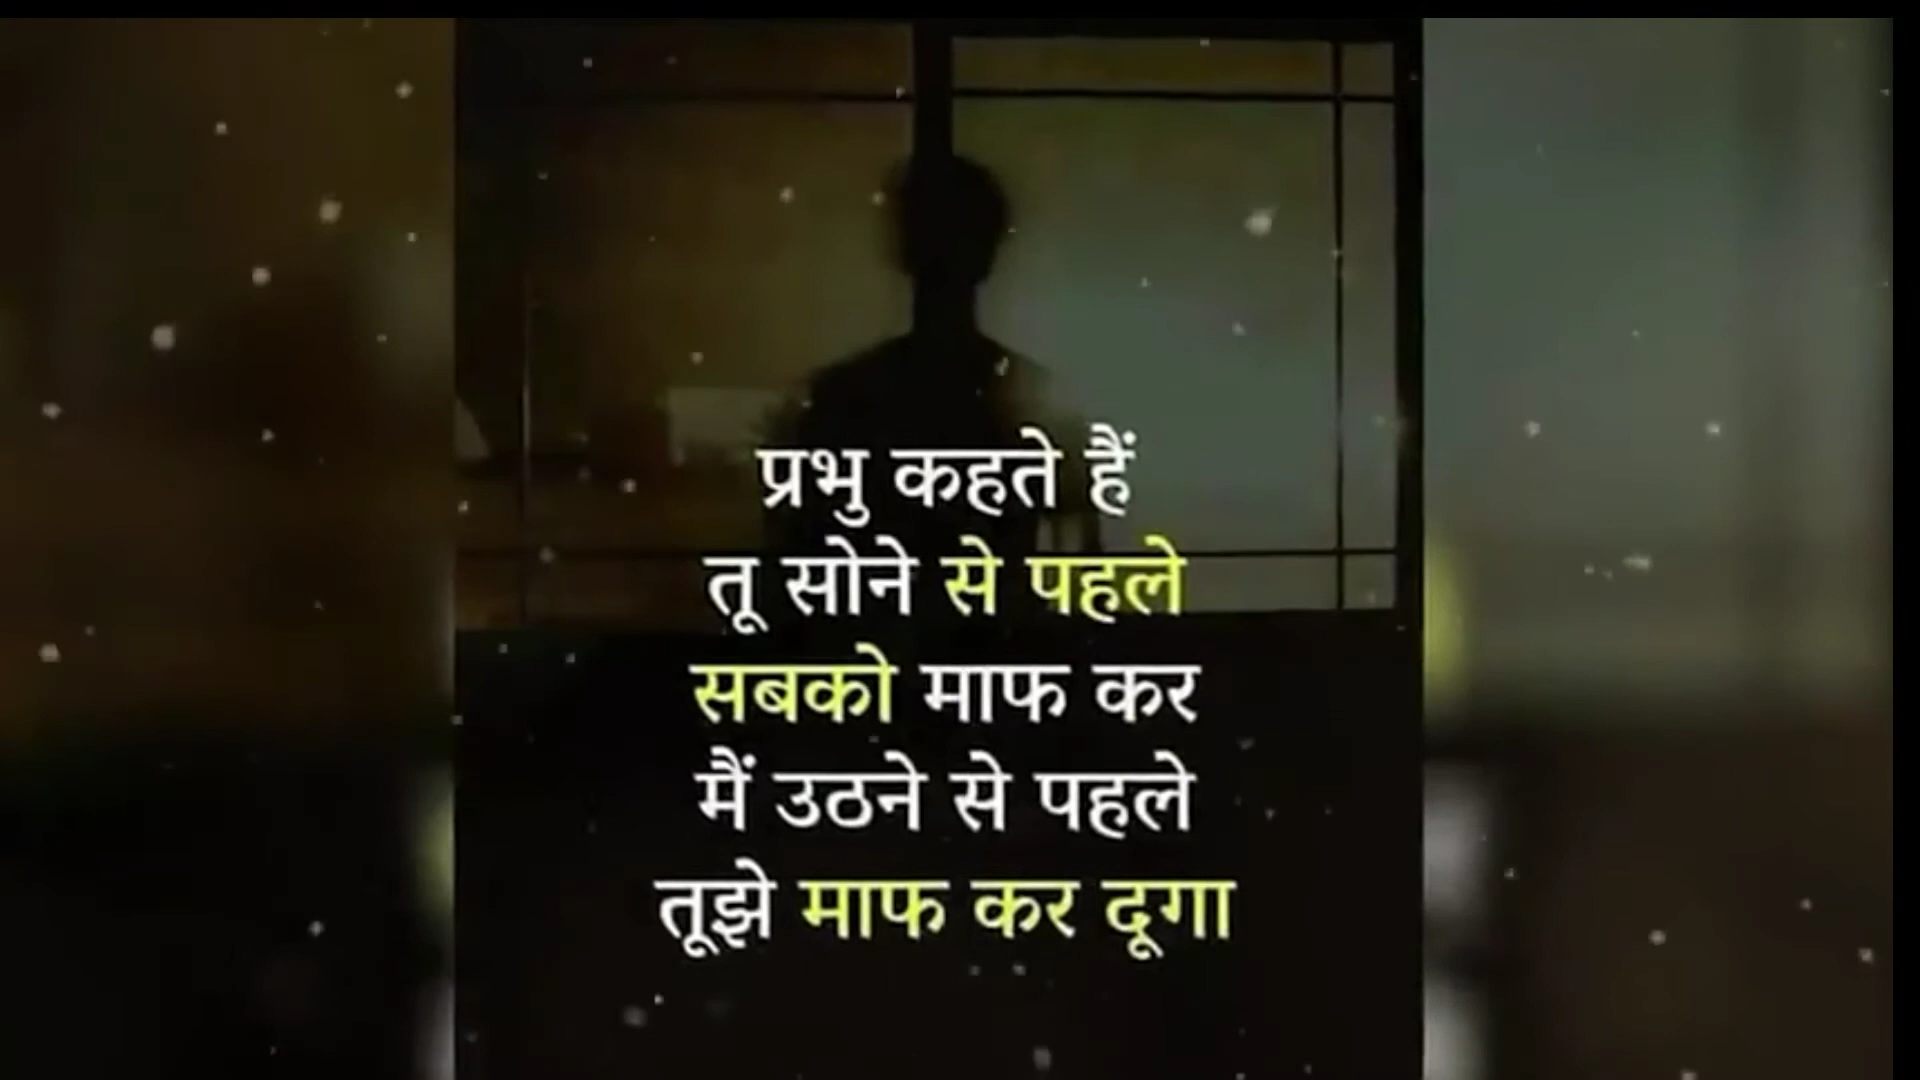 प्रभु कहते हैं
तू सोने से पहले
सबको माफ कर
मैं उठने से पहले
तूझे माफ कर दूगा